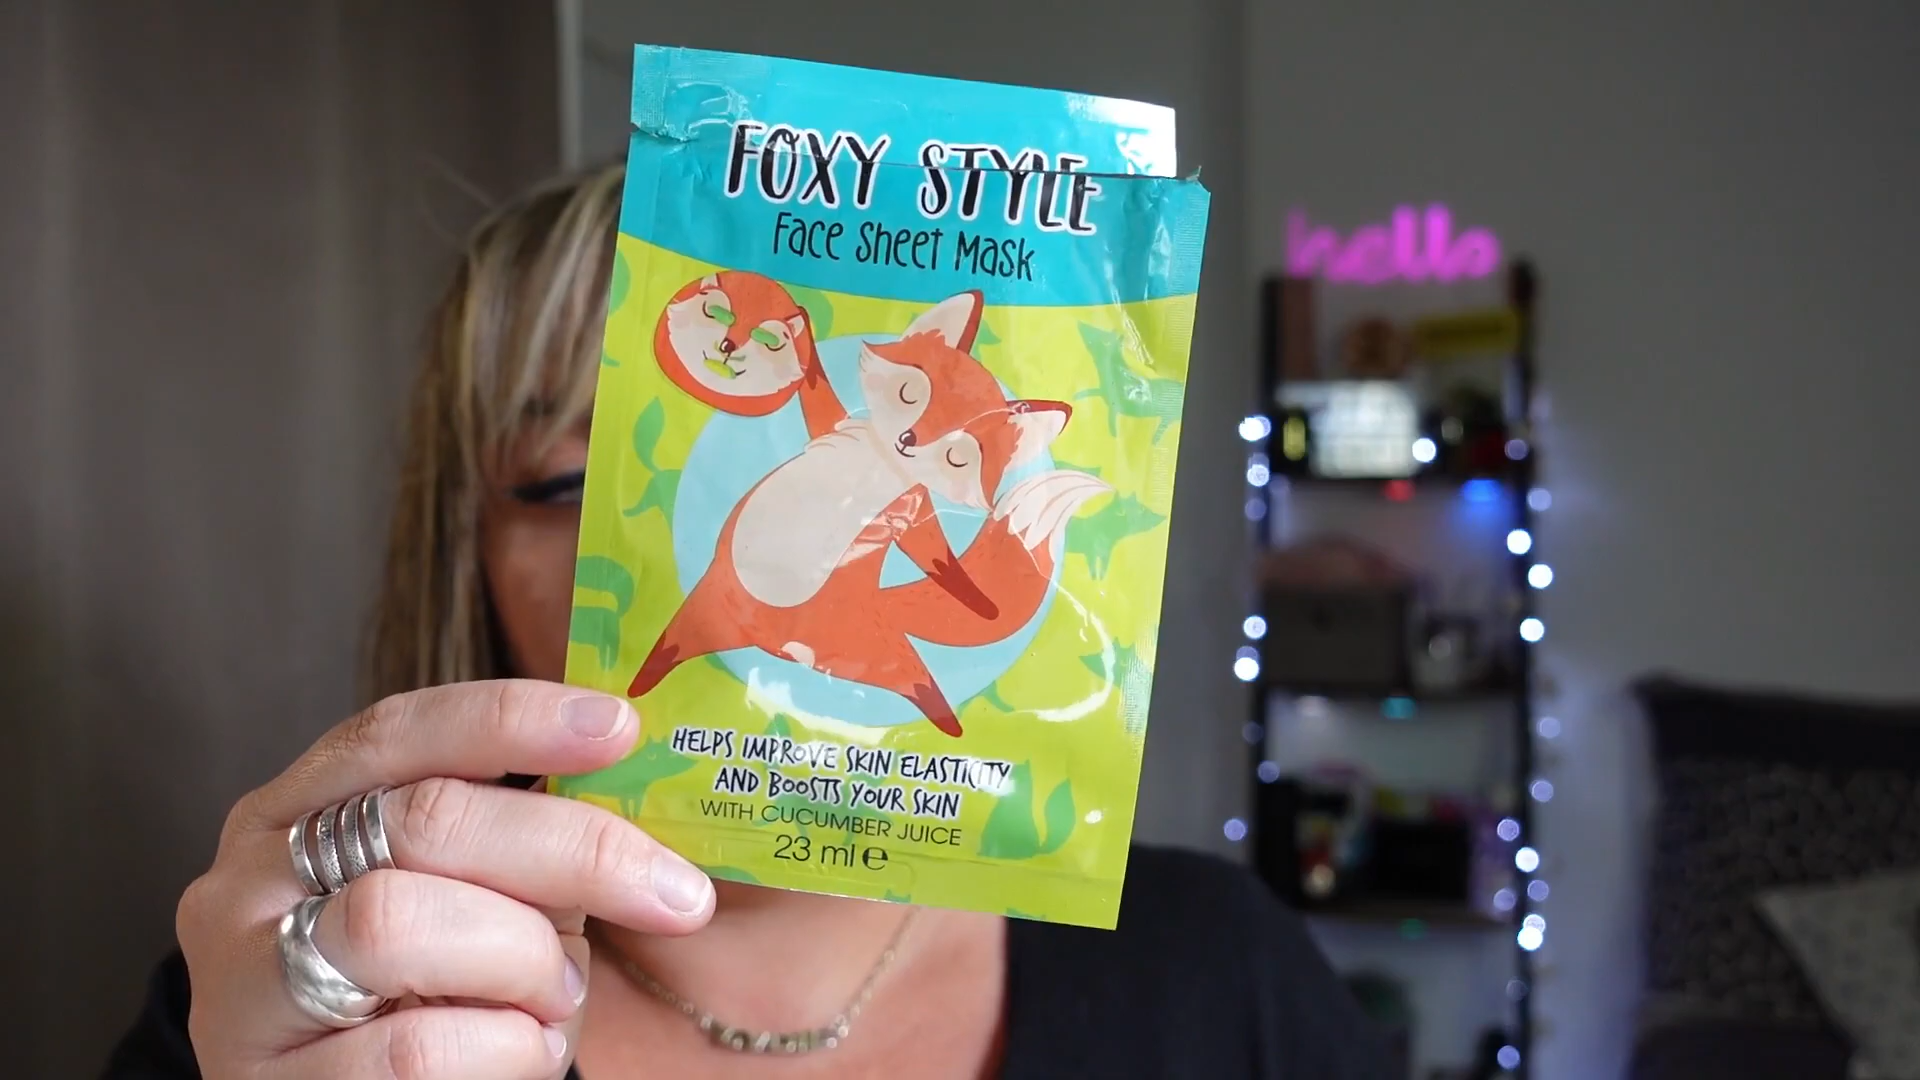 FOXY STYLE
Face Sheet Mask
HELPS IMPROVE SKIN ELASTICITY
AND BOOSTS YOUR SKIN
WITH CUCUMBER JUICE
23 ml ℮
hello